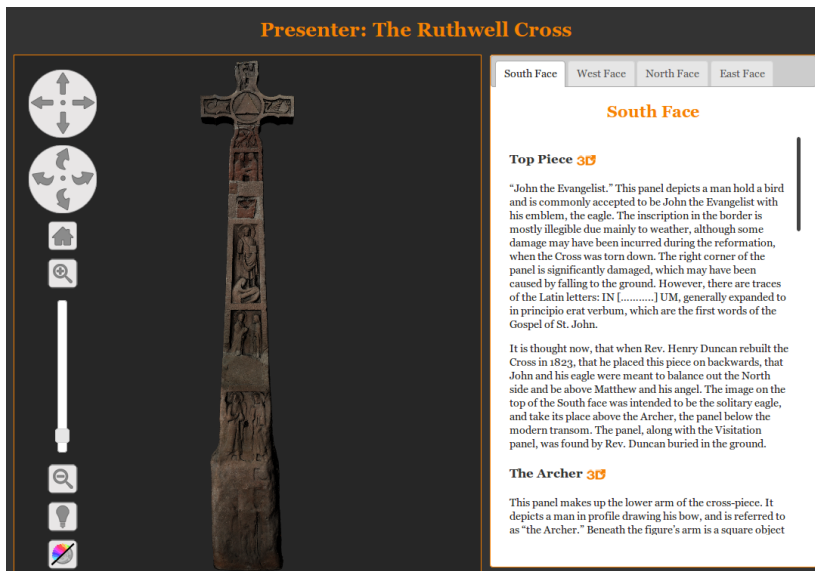 Presenter: The Ruthwell Cross
South Face
West Face
North Face
East Face
South Face
Top Piece 3D
“John the Evangelist.” This panel depicts a man hold a bird
and is commonly accepted to be John the Evangelist with
his emblem, the eagle. The inscription in the border is
mostly illegible due mainly to weather, although some
damage may have been incurred during the reformation,
when the Cross was torn down. The right corner of the
panel is significantly damaged, which may have been
caused by falling to the ground. However, there are traces
of the Latin letters: IN [...........] UM, generally expanded to
in principio erat verbum, which are the first words of the
Gospel of St. John.
It is thought now, that when Rev. Henry Duncan rebuilt the
Cross in 1823, that he placed this piece on backwards, that
John and his eagle were meant to balance out the North
side and be above Matthew and his angel. The image on the
top of the South face was intended to be the solitary eagle,
and take its place above the Archer, the panel below the
modern transom. The panel, along with the Visitation
panel, was found by Rev. Duncan buried in the ground.
The Archer 3D
This panel makes up the lower arm of the cross-piece. It
depicts a man in profile drawing his bow, and is referred to
as “the Archer.” Beneath the figure’s arm is a square object